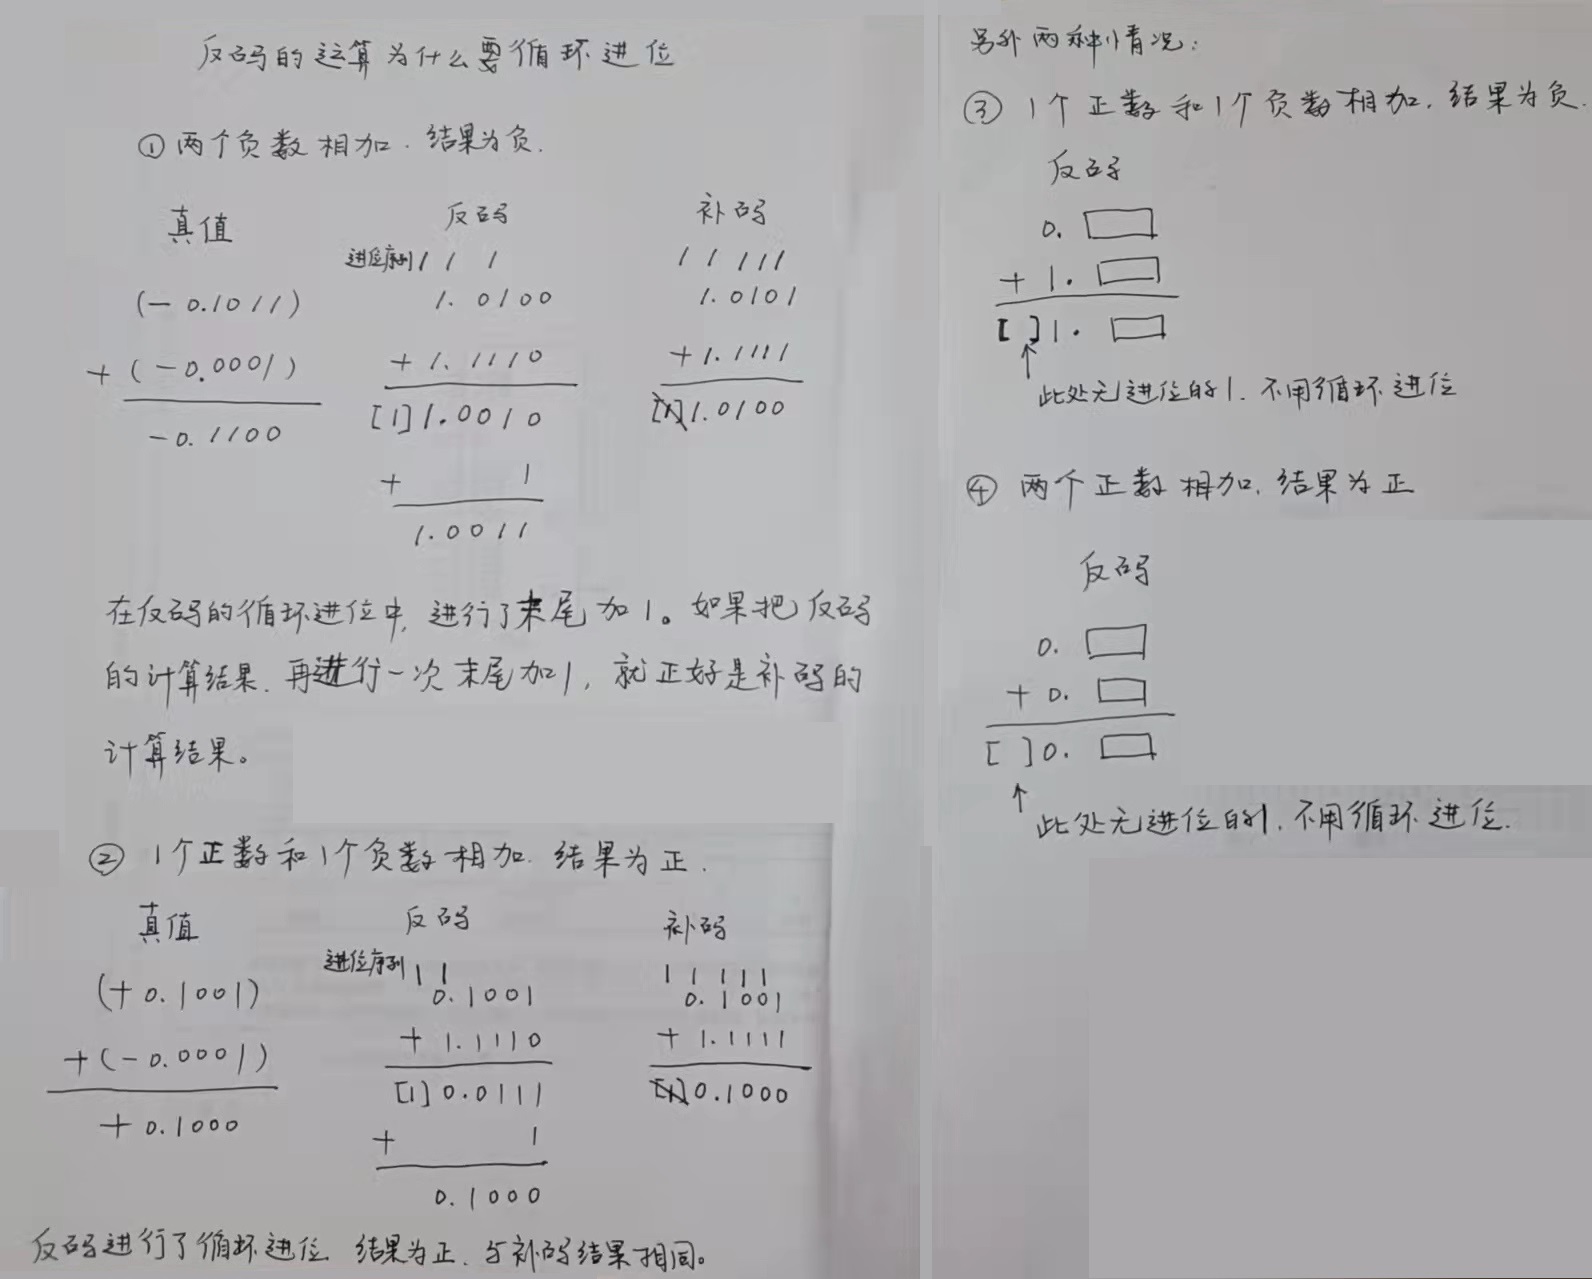 反码的运算为什么要循环进位
①两个负数相加.结果为负.
真值 反码 补码
进位序列 1 1 1 1 1 1 1 1
(-0.1011) 1.0100 1.0101
+(-0.0001) +1.1110 +1.1111
-0.1100 [1]1.0010 [1]1.0100
+ 1
1.0011
在反码的循环进位中,进行了末尾加1。如果把反码
的计算结果.再进行一次末尾加1,就正好是补码的
计算结果。
②1个正数和1个负数相加.结果为正.
真值 反码 补码
进位序列 1 1 1 1 1 1 1
(+0.1001) 0.1001 0.1001
+(-0.0001) +1.1110 +1.1111
+0.1000 [1]0.0111 [1]0.1000
+ 1
0.1000
反码进行了循环进位 结果为正.与补码结果相同。
另外两种情况:
③1个正数和1个负数相加.结果为负.
反码
0.
+1.
[ ]1.
↑
此处无进位的1.不用循环进位
④两个正数相加.结果为正
反码
0.
+0.
[ ]0.
↑
此处无进位的1.不用循环进位.